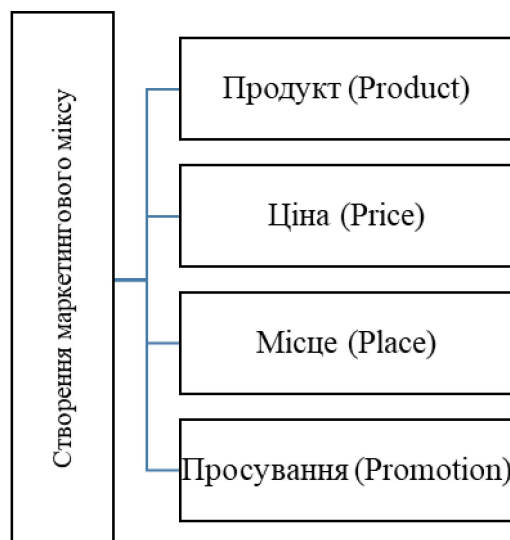 Створення маркетингового міксу
Продукт (Product)
Ціна (Price)
Місце (Place)
Просування (Promotion)